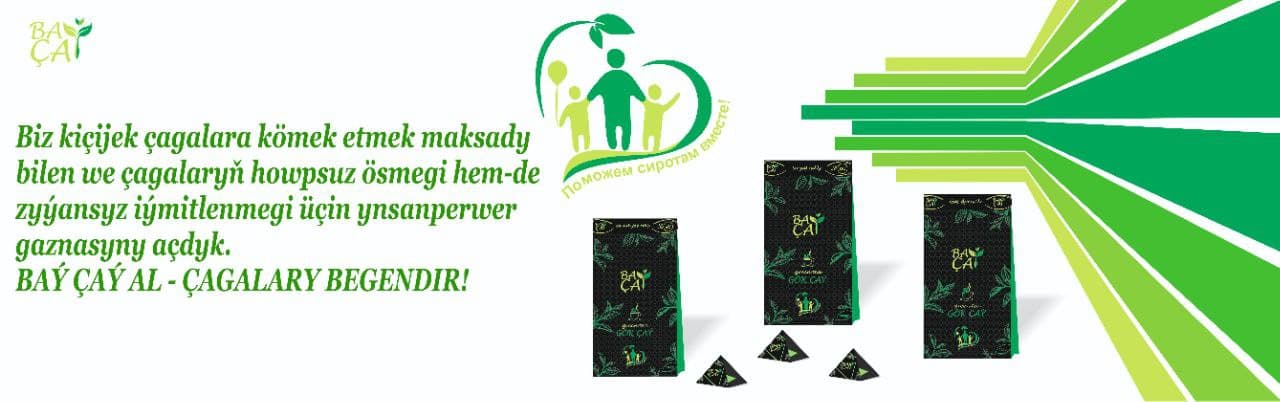 BAÝ
ÇAÝ
Biz kiçijek çagalara kömek etmek maksady
bilen we çagalaryň howpsuz ösmegi hem-de
zyýansyz iýmitlenmegi üçin ynsanperwer
gaznasyny açdyk.
BAÝ ÇAÝ AL - ÇAGALARY BEGENDIR!
Поможем сиротам вместе!
BAÝ
ÇAÝ
GÖK ÇAÝ
BAÝ
ÇAÝ
GÖK ÇAÝ
BAÝ
ÇAÝ
GÖK ÇAÝ